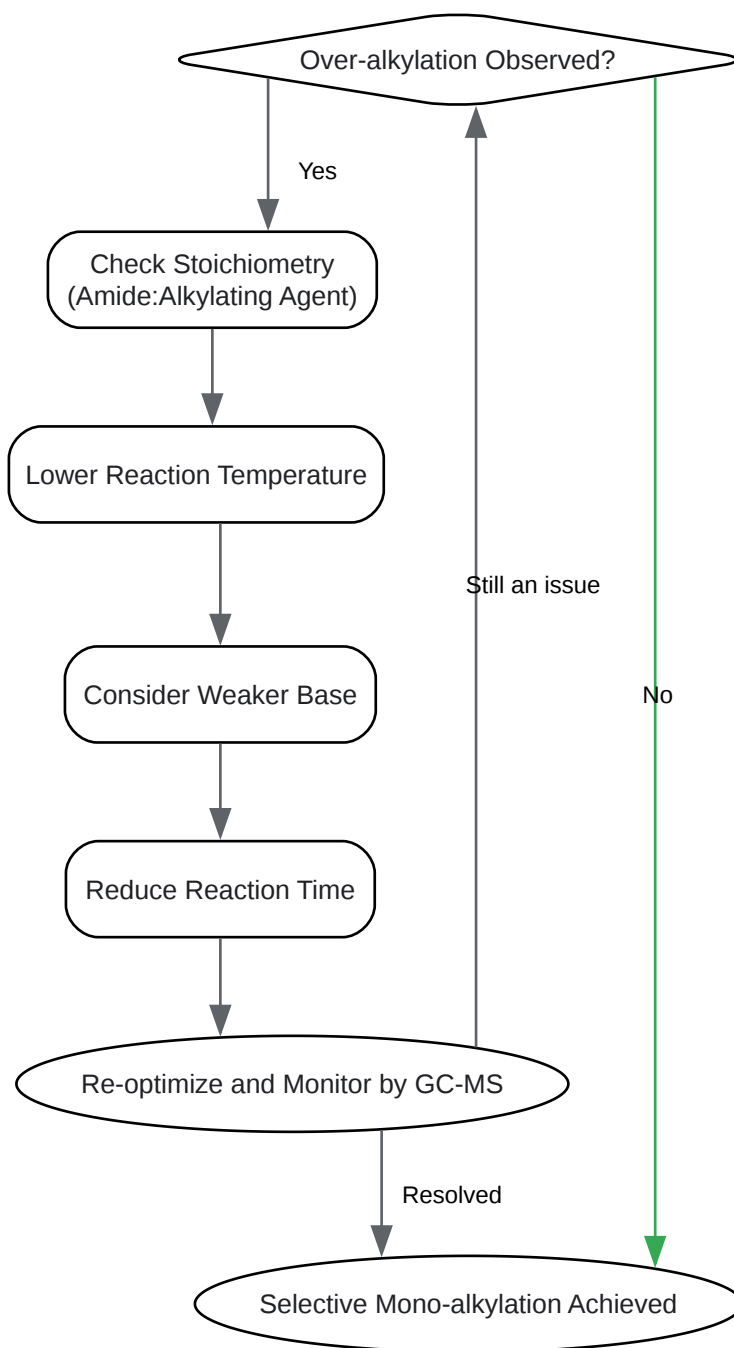 Over-alkylation Observed?
Yes
Check Stoichiometry
(Amide:Alkylating Agent)
Lower Reaction Temperature
Still an issue
Consider Weaker Base
No
Reduce Reaction Time
Re-optimize and Monitor by GC-MS
Resolved
Selective Mono-alkylation Achieved